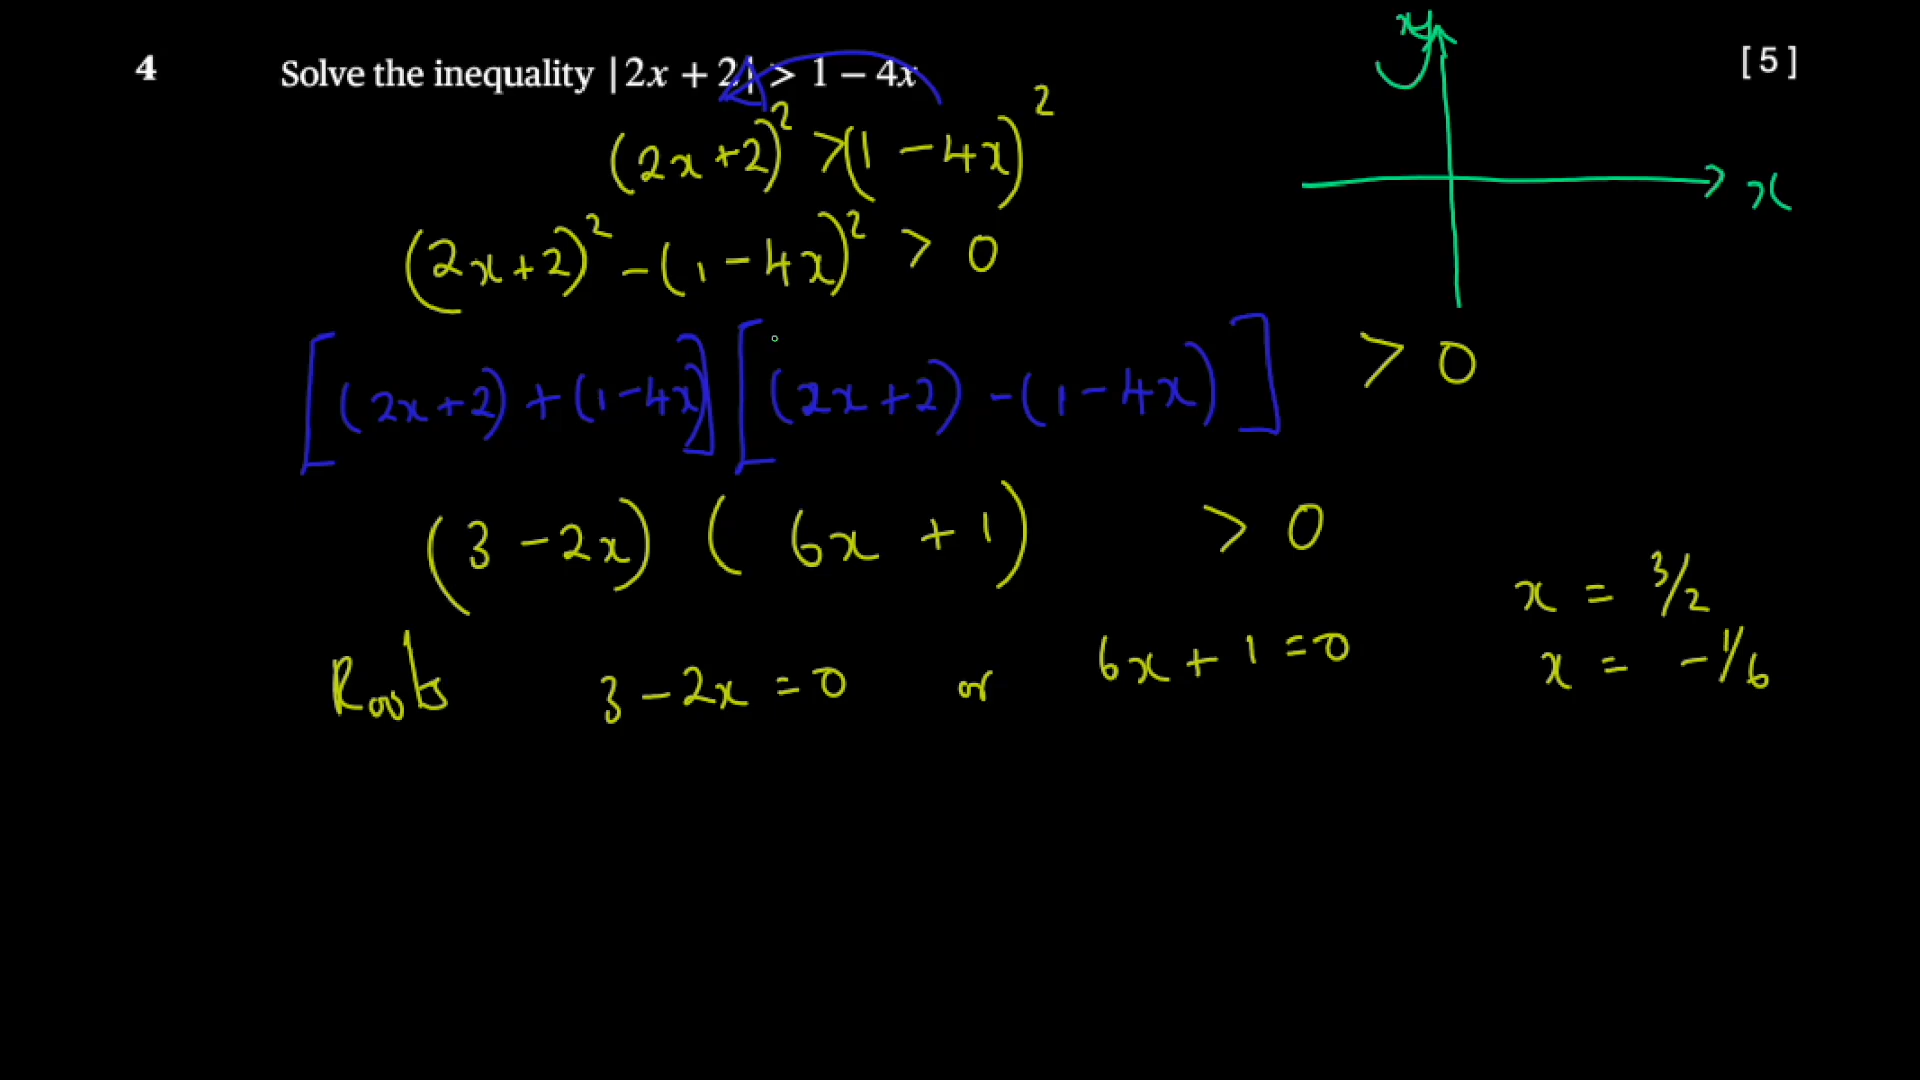 4 Solve the inequality |2x + 2| > 1 − 4x [5]
(2x+2)² > (1 − 4x)²
(2x+2)² − (1 − 4x)² > 0
[(2x+2) + (1−4x)] [(2x+2) − (1−4x)] > 0
(3 − 2x) (6x + 1) > 0
Roots 3 − 2x = 0 or 6x + 1 = 0
x = 3/2
x = −1/6
x